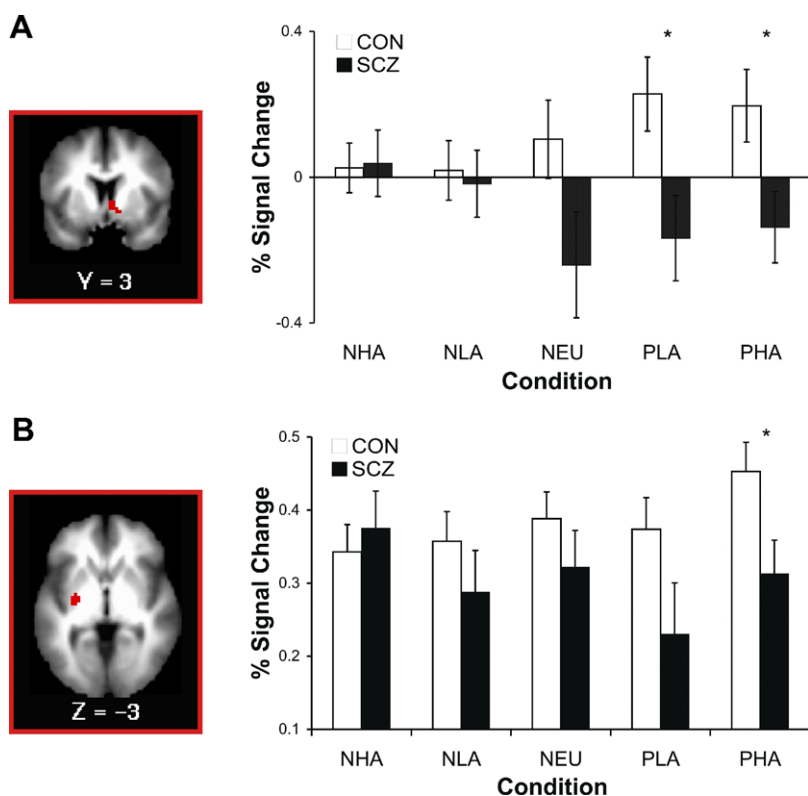 A
Y = 3
% Signal Change
0.4
0
-0.4
CON
SCZ
*
*
NHA NLA NEU PLA PHA
Condition
B
Z = −3
% Signal Change
0.5
0.4
0.3
0.2
0.1
CON
SCZ
*
NHA NLA NEU PLA PHA
Condition